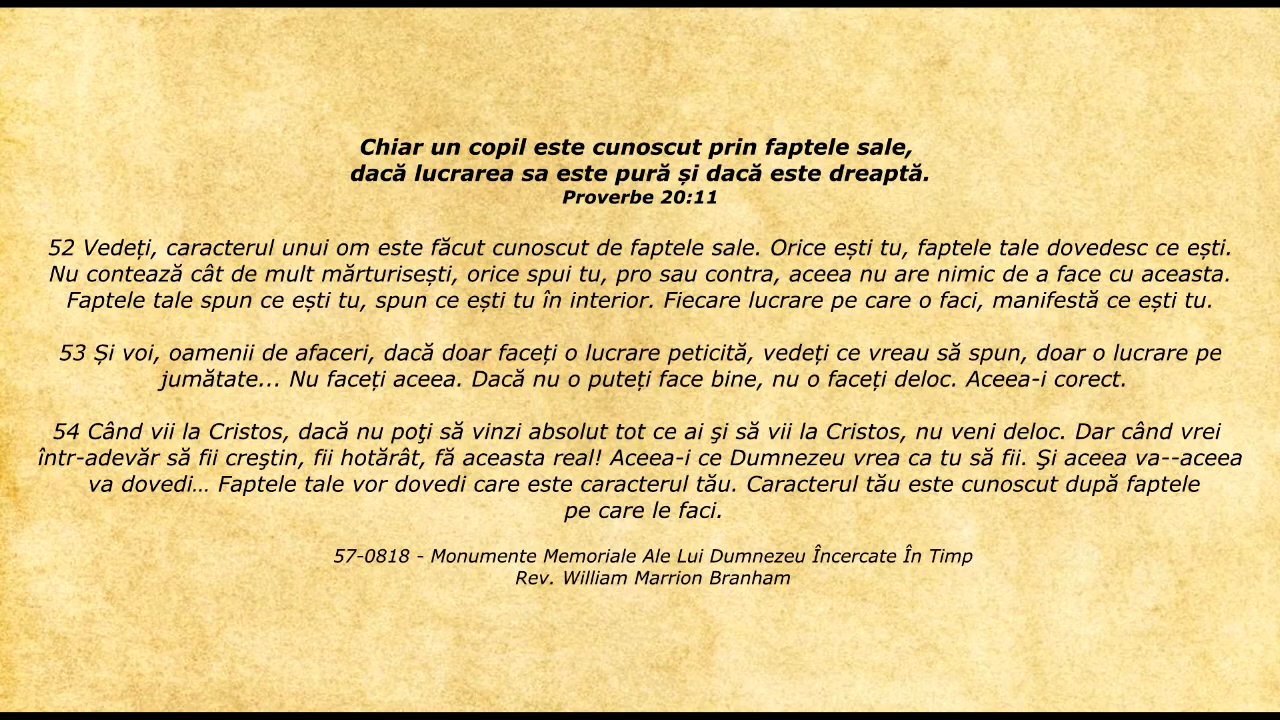 Chiar un copil este cunoscut prin faptele sale,
dacă lucrarea sa este pură și dacă este dreaptă.
Proverbe 20:11
52 Vedeți, caracterul unui om este făcut cunoscut de faptele sale. Orice ești tu, faptele tale dovedesc ce ești.
Nu contează cât de mult mărturisești, orice spui tu, pro sau contra, aceea nu are nimic de a face cu aceasta.
Faptele tale spun ce ești tu, spun ce ești tu în interior. Fiecare lucrare pe care o faci, manifestă ce ești tu.
53 Și voi, oamenii de afaceri, dacă doar faceți o lucrare peticită, vedeți ce vreau să spun, doar o lucrare pe
jumătate... Nu faceți aceea. Dacă nu o puteți face bine, nu o faceți deloc. Aceea-i corect.
54 Când vii la Cristos, dacă nu poţi să vinzi absolut tot ce ai şi să vii la Cristos, nu veni deloc. Dar când vrei
într-adevăr să fii creştin, fii hotărât, fă aceasta real! Aceea-i ce Dumnezeu vrea ca tu să fii. Şi aceea va--aceea
va dovedi… Faptele tale vor dovedi care este caracterul tău. Caracterul tău este cunoscut după faptele
pe care le faci.
57-0818 - Monumente Memoriale Ale Lui Dumnezeu Încercate În Timp
Rev. William Marrion Branham